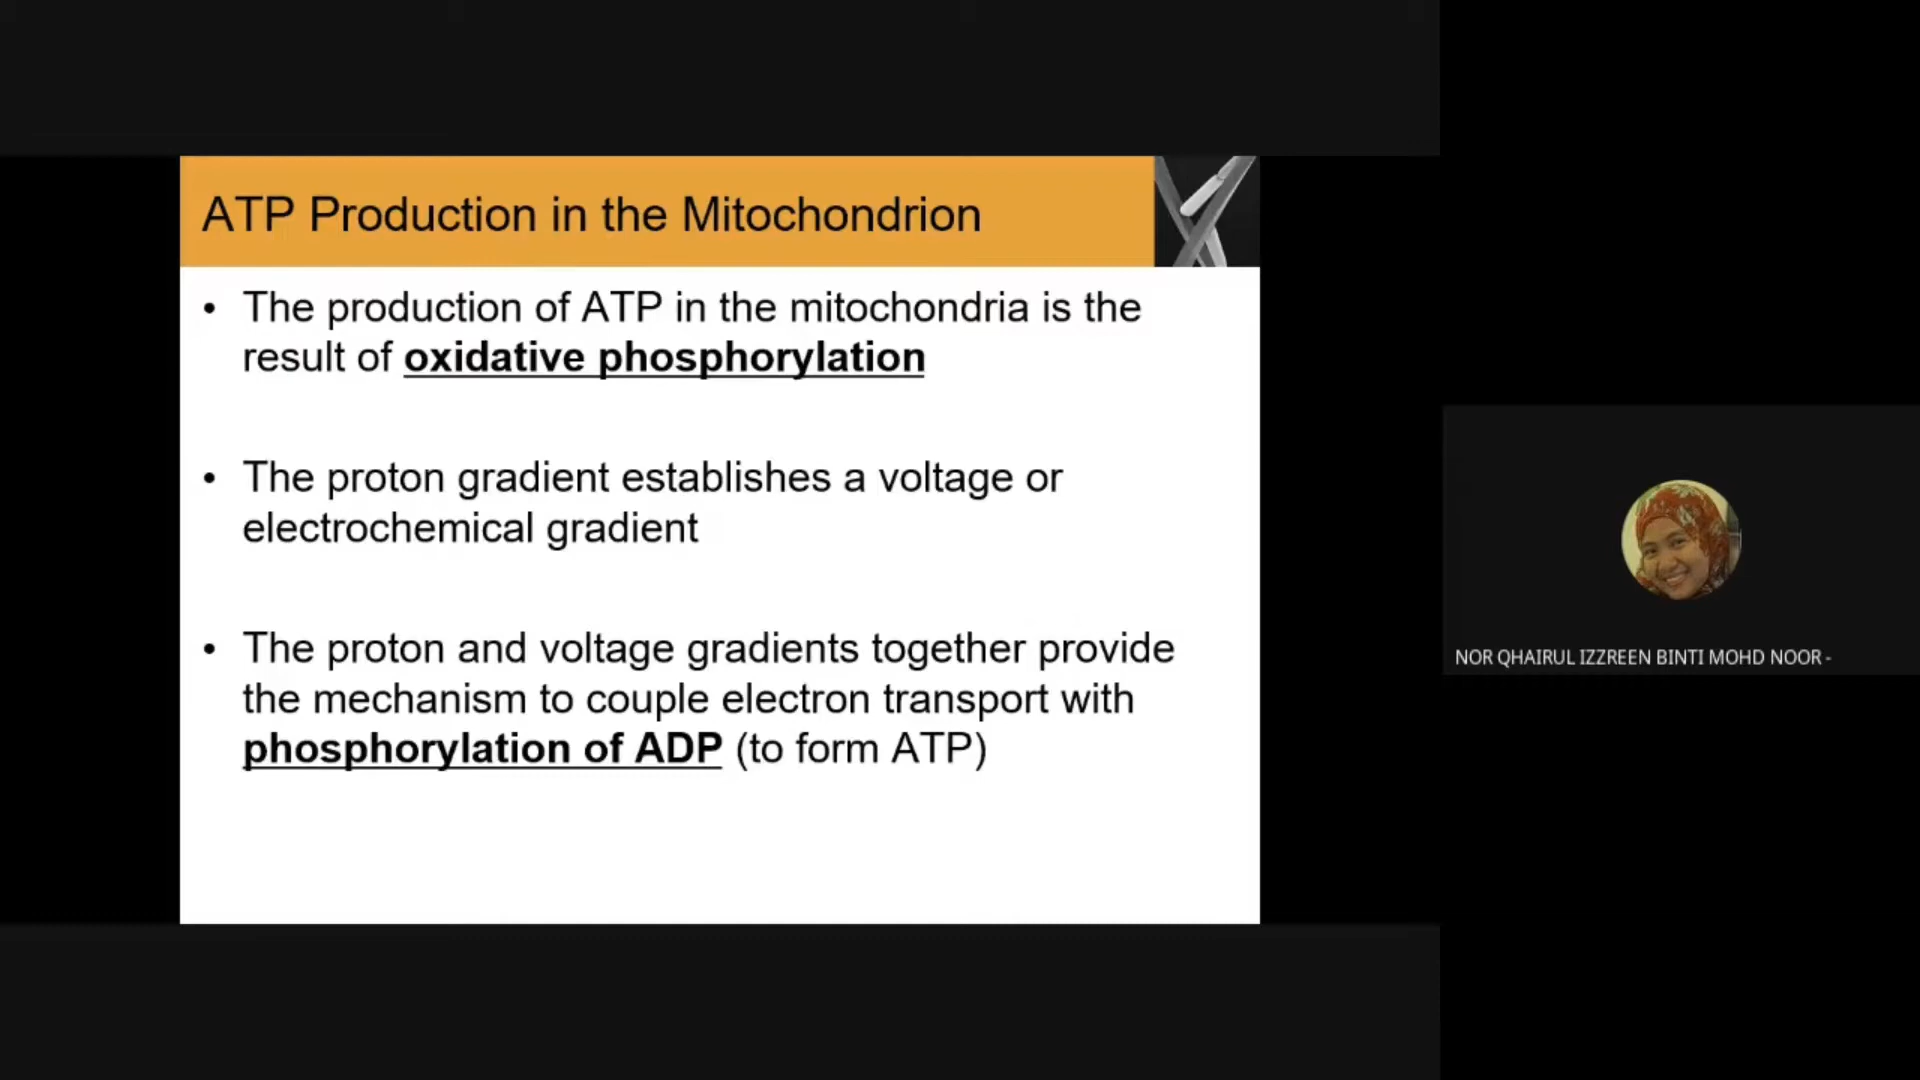 ATP Production in the Mitochondrion
• The production of ATP in the mitochondria is the
result of oxidative phosphorylation
• The proton gradient establishes a voltage or
electrochemical gradient
• The proton and voltage gradients together provide
the mechanism to couple electron transport with
phosphorylation of ADP (to form ATP)
NOR QHAIRUL IZZREEN BINTI MOHD NOOR -